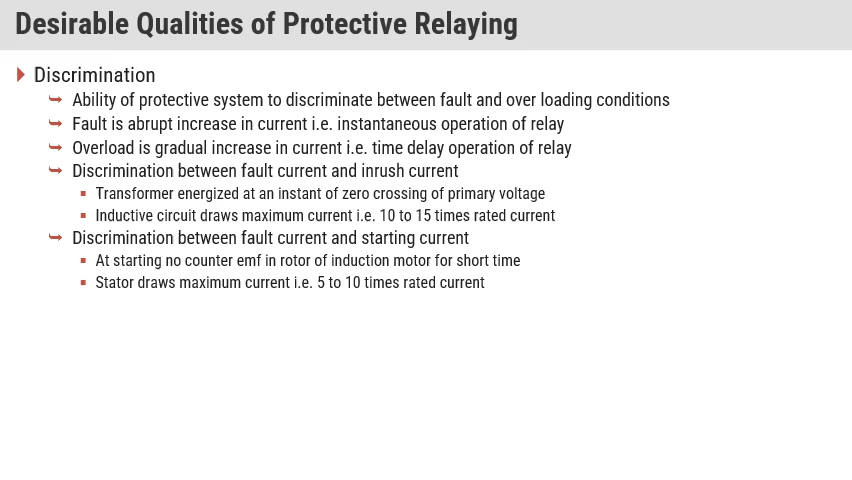 Desirable Qualities of Protective Relaying
Discrimination
Ability of protective system to discriminate between fault and over loading conditions
Fault is abrupt increase in current i.e. instantaneous operation of relay
Overload is gradual increase in current i.e. time delay operation of relay
Discrimination between fault current and inrush current
Transformer energized at an instant of zero crossing of primary voltage
Inductive circuit draws maximum current i.e. 10 to 15 times rated current
Discrimination between fault current and starting current
At starting no counter emf in rotor of induction motor for short time
Stator draws maximum current i.e. 5 to 10 times rated current